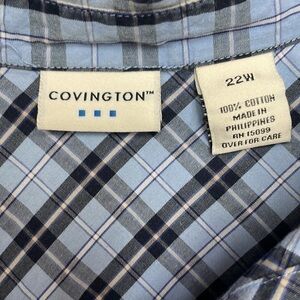 COVINGTON™
22W
100% COTTON
MADE IN
PHILIPPINES
RN 15099
OVER FOR CARE